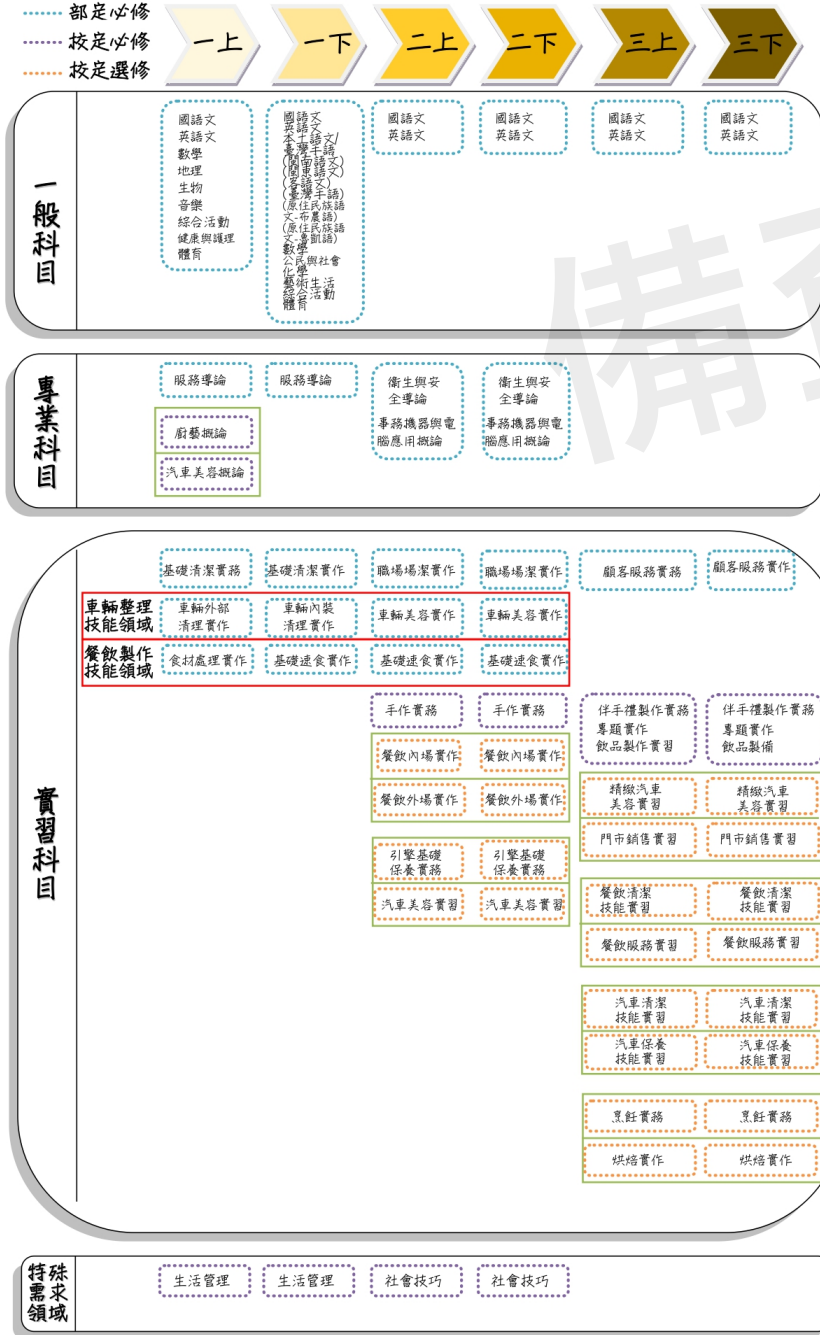 部定必修
校定必修
校定選修
一上
一下
二上
二下
三上
三下
一般科目
國語文
英語文
數學
地理
生物
音樂
綜合活動
健康與護理
體育
國語文
英語文
本土語文/
臺灣手語
(閩南語文)
(閩東語文)
(客語文)
(臺灣手語)
(原住民族語
文-布農語)
(原住民族語
文-魯凱語)
數學
公民與社會
化學
藝術生活
綜合活動
體育
國語文
英語文
國語文
英語文
國語文
英語文
國語文
英語文
備
專業科目
服務導論
服務導論
衛生與安
全導論
事務機器與電
腦應用概論
衛生與安
全導論
事務機器與電
腦應用概論
廚藝概論
汽車美容概論
實習科目
基礎清潔實務
基礎清潔實作
職場場潔實作
職場場潔實作
顧客服務實務
顧客服務實作
車輛整理
技能領域
車輛外部
清理實作
車輛內裝
清理實作
車輛美容實作
車輛美容實作
餐飲製作
技能領域
食材處理實作
基礎速食實作
基礎速食實作
基礎速食實作
手作實務
手作實務
伴手禮製作實務
專題實作
飲品製作實習
伴手禮製作實務
專題實作
飲品製備
餐飲內場實作
餐飲內場實作
餐飲外場實作
餐飲外場實作
精緻汽車
美容實習
精緻汽車
美容實習
門市銷售實習
門市銷售實習
引擎基礎
保養實務
引擎基礎
保養實務
汽車美容實習
汽車美容實習
餐飲清潔
技能實習
餐飲清潔
技能實習
餐飲服務實習
餐飲服務實習
汽車清潔
技能實習
汽車清潔
技能實習
汽車保養
技能實習
汽車保養
技能實習
烹飪實務
烹飪實務
烘焙實作
烘焙實作
特殊
需求
領域
生活管理
生活管理
社會技巧
社會技巧